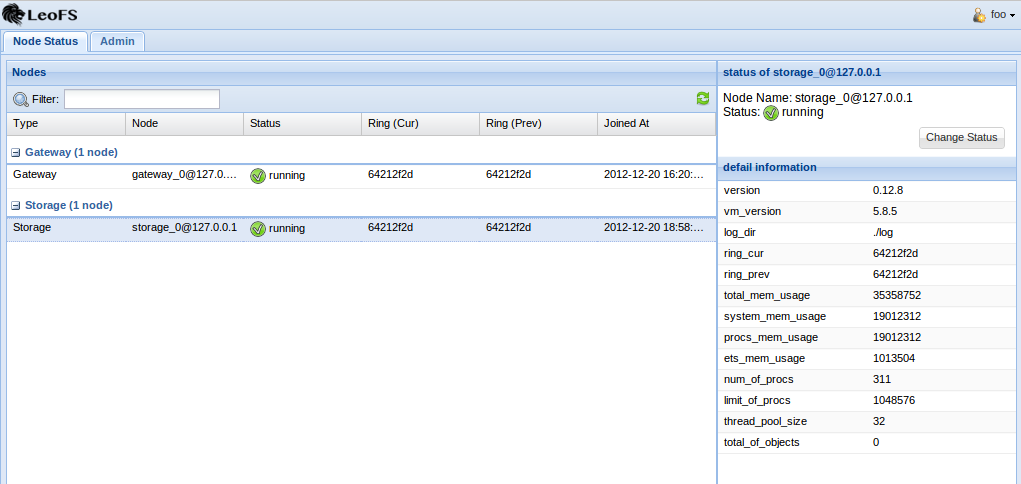 LeoFS
foo
Node Status Admin
Nodes
Filter:
Type Node Status Ring (Cur) Ring (Prev) Joined At
Gateway (1 node)
Gateway gateway_0@127.0.... running 64212f2d 64212f2d 2012-12-20 16:20:...
Storage (1 node)
Storage storage_0@127.0.0.1 running 64212f2d 64212f2d 2012-12-20 18:58:...
status of storage_0@127.0.0.1
Node Name: storage_0@127.0.0.1
Status: running
Change Status
defail information
version 0.12.8
vm_version 5.8.5
log_dir ./log
ring_cur 64212f2d
ring_prev 64212f2d
total_mem_usage 35358752
system_mem_usage 19012312
procs_mem_usage 19012312
ets_mem_usage 1013504
num_of_procs 311
limit_of_procs 1048576
thread_pool_size 32
total_of_objects 0